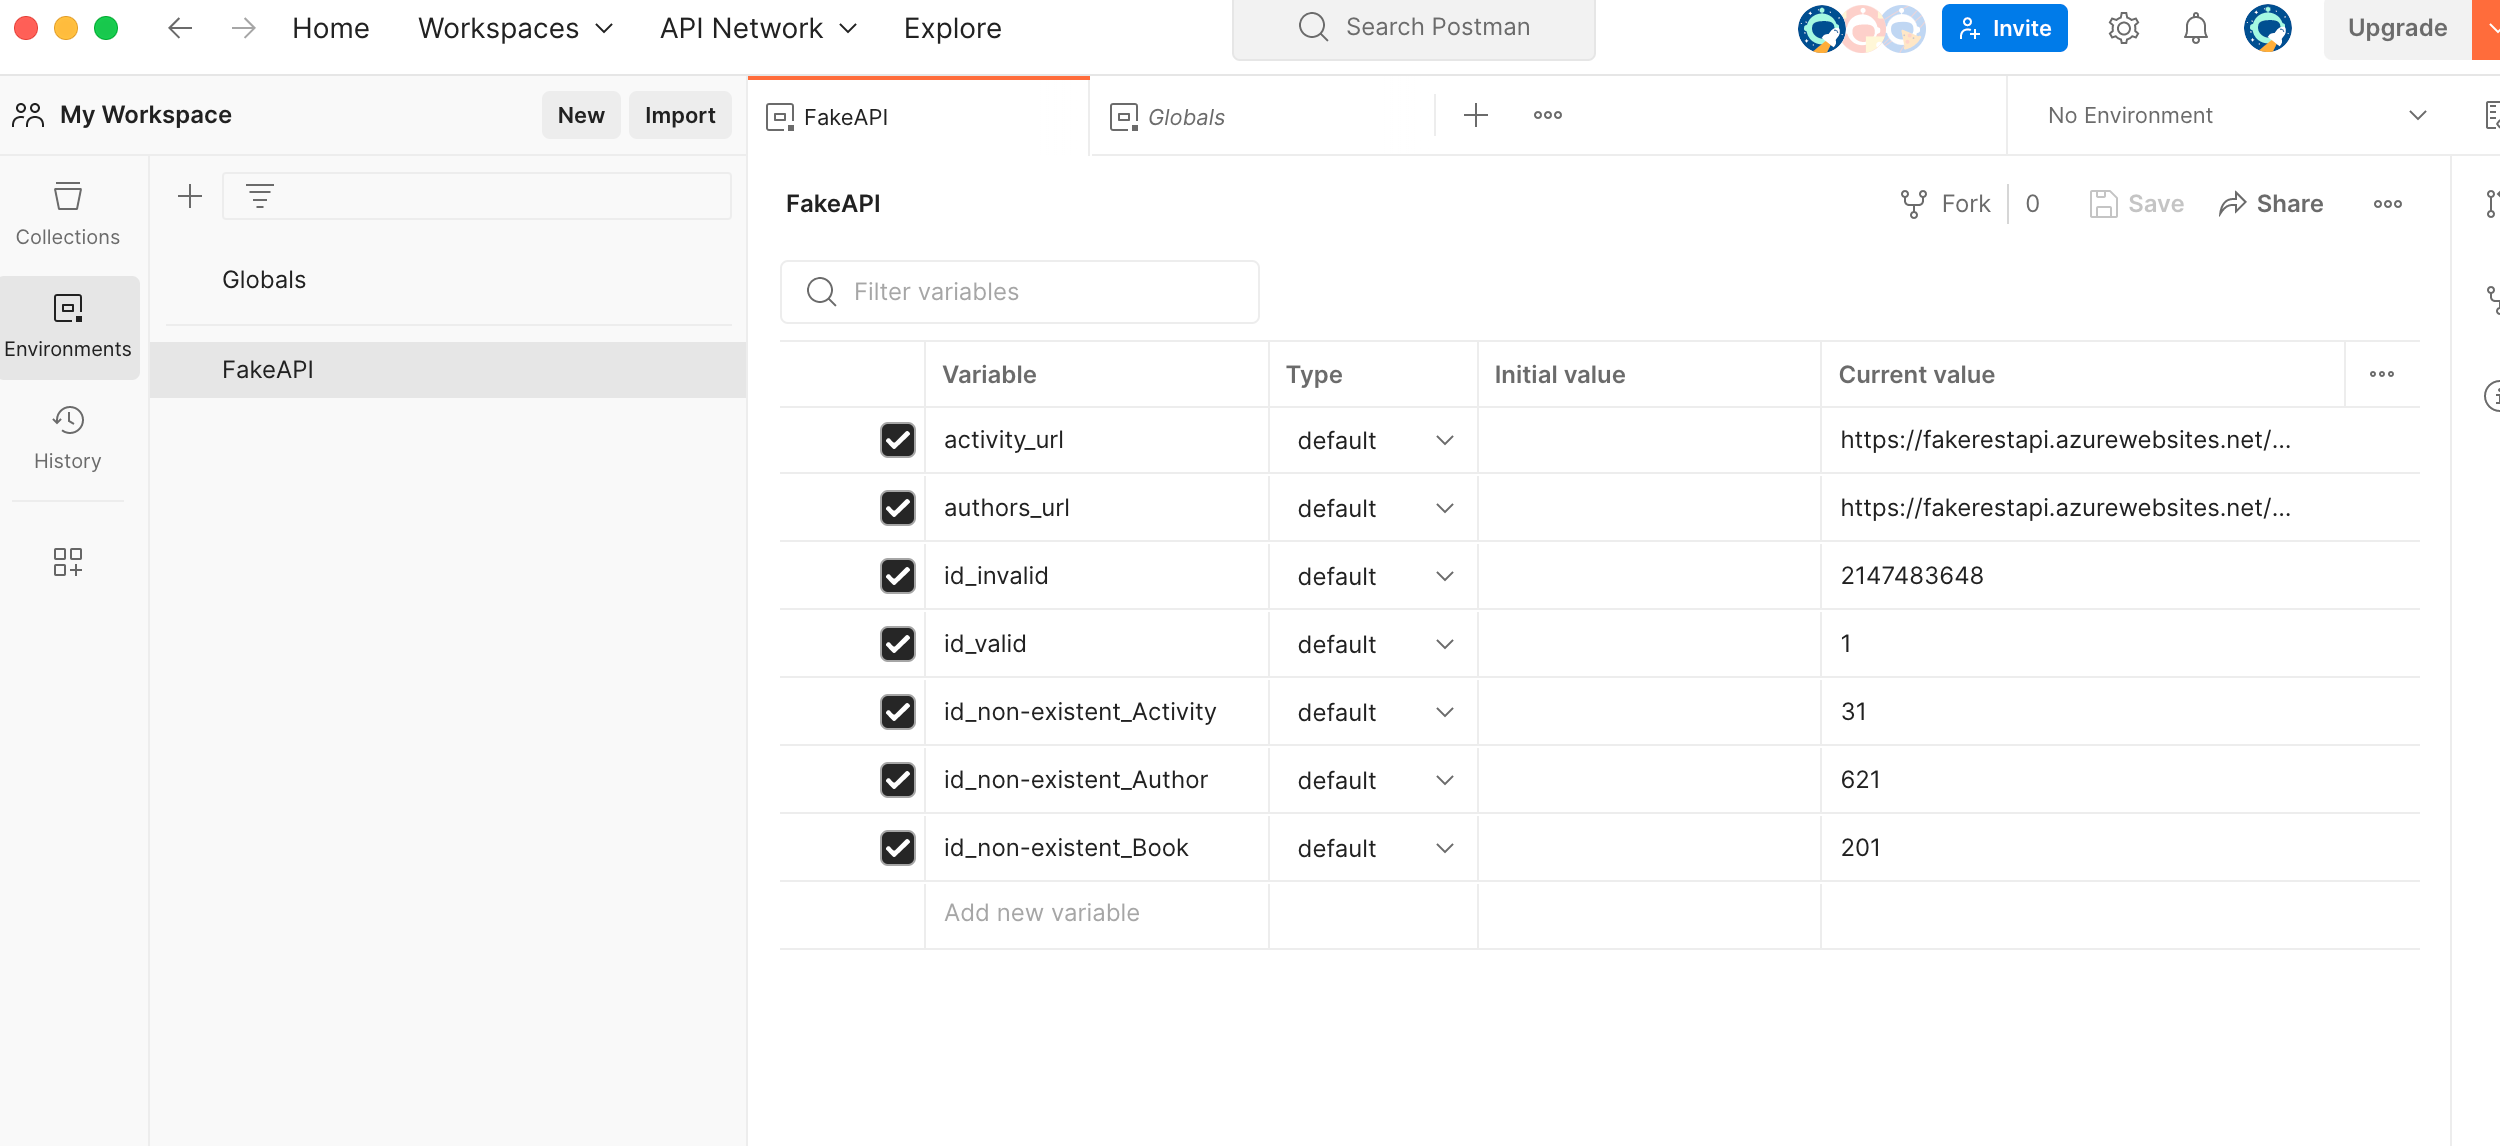 Home Workspaces API Network Explore Search Postman Invite Upgrade
My Workspace New Import FakeAPI Globals No Environment
Collections
Environments
History
Globals
FakeAPI
FakeAPI Fork 0 Save Share
Filter variables
Variable Type Initial value Current value
activity_url default https://fakerestapi.azurewebsites.net/...
authors_url default https://fakerestapi.azurewebsites.net/...
id_invalid default 2147483648
id_valid default 1
id_non-existent_Activity default 31
id_non-existent_Author default 621
id_non-existent_Book default 201
Add new variable